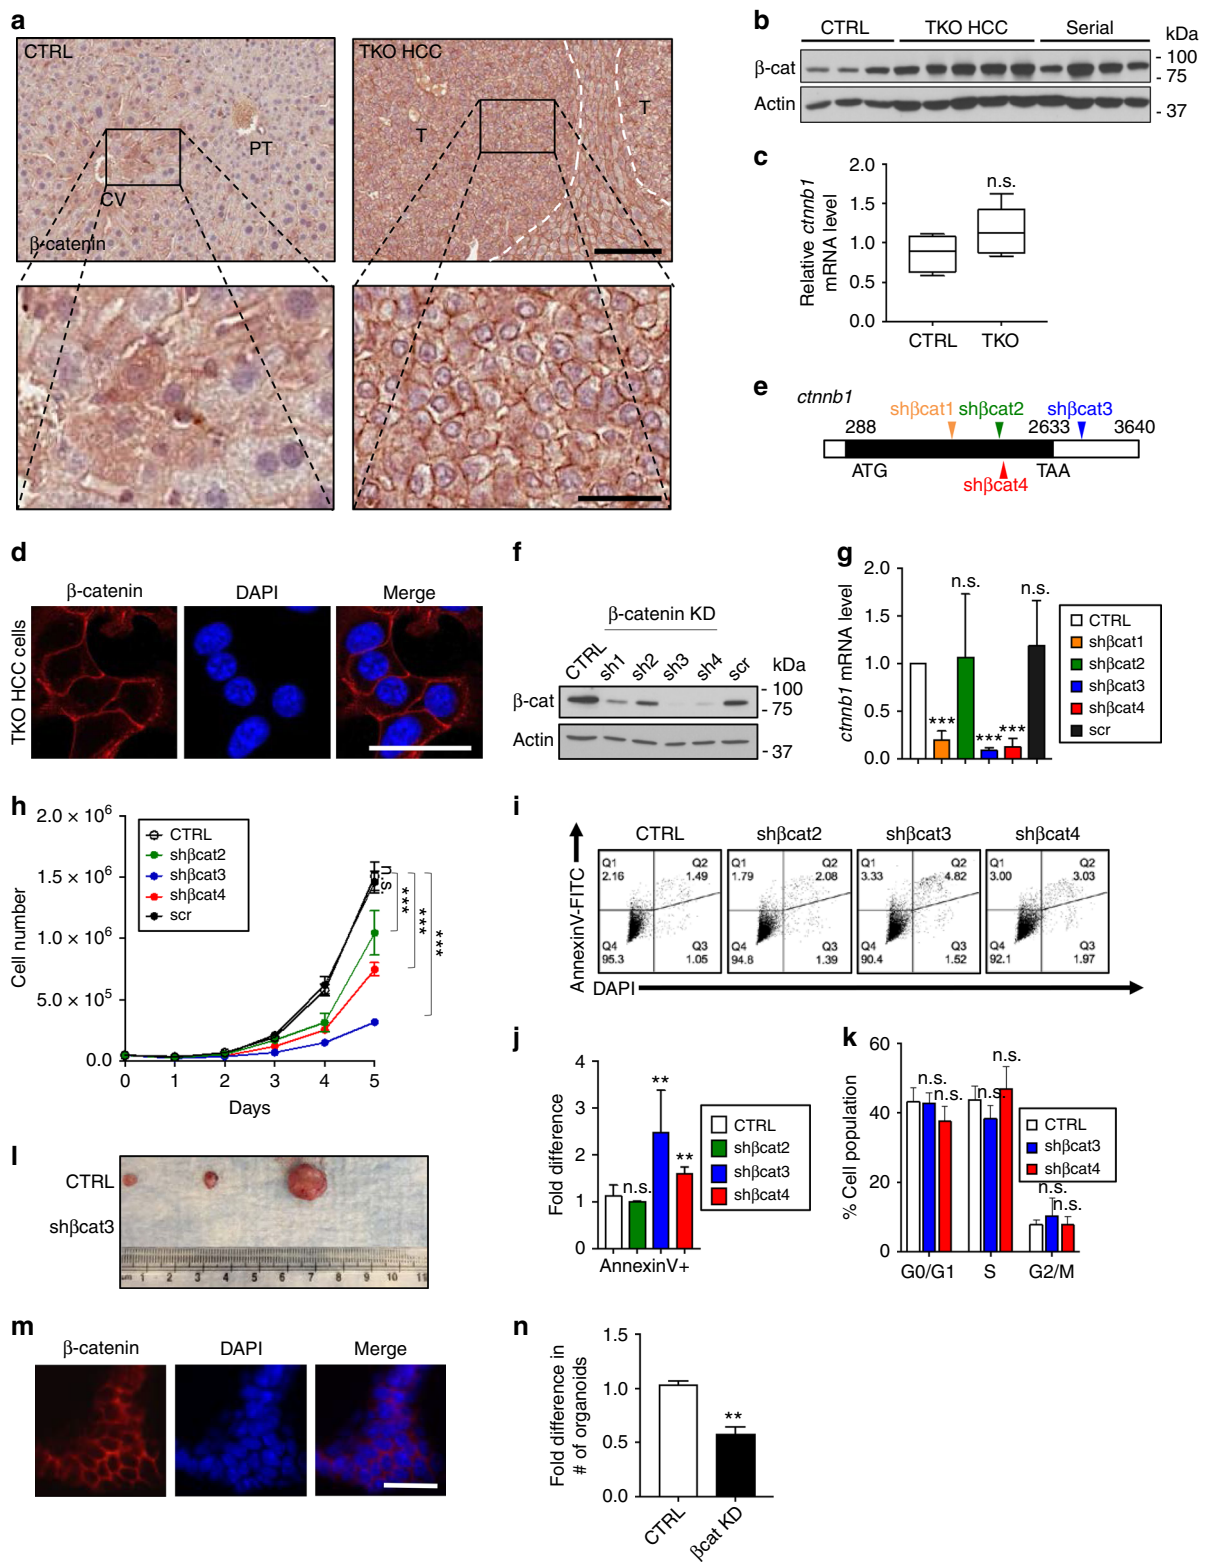 a
CTRL
PT
CV
β-catenin
TKO HCC
T
T
b
CTRL
TKO HCC
Serial
kDa
β-cat
- 100
- 75
Actin
- 37
c
Relative ctnnb1
mRNA level
2.0
1.5
1.0
0.5
0.0
n.s.
CTRL
TKO
e
ctnnb1
shβcat1
shβcat2
shβcat3
288
2633
3640
ATG
TAA
shβcat4
d
β-catenin
DAPI
Merge
TKO HCC cells
f
β-catenin KD
CTRL
sh1
sh2
sh3
sh4
scr
kDa
β-cat
- 100
- 75
Actin
- 37
g
ctnnb1 mRNA level
2.0
1.5
1.0
0.5
0.0
***
n.s.
***
***
n.s.
CTRL
shβcat1
shβcat2
shβcat3
shβcat4
scr
h
Cell number
2.0 × 10⁶
1.5 × 10⁶
1.0 × 10⁶
5.0 × 10⁵
0.0
CTRL
shβcat2
shβcat3
shβcat4
scr
n.s.
***
***
***
0 1 2 3 4 5
Days
i
CTRL
shβcat2
shβcat3
shβcat4
AnnexinV-FITC
Q1
2.16
Q2
1.49
Q4
95.3
Q3
1.05
Q1
1.79
Q2
2.08
Q4
94.8
Q3
1.39
Q1
3.33
Q2
4.82
Q4
90.4
Q3
1.52
Q1
3.00
Q2
3.03
Q4
92.1
Q3
1.97
DAPI
j
Fold difference
4
3
2
1
0
n.s.
**
**
AnnexinV+
CTRL
shβcat2
shβcat3
shβcat4
k
% Cell population
60
40
20
0
n.s.
n.s.
n.s.
n.s.
n.s.
n.s.
G0/G1
S
G2/M
CTRL
shβcat3
shβcat4
l
CTRL
shβcat3
1 2 3 4 5 6 7 8 9 10 11
m
β-catenin
DAPI
Merge
n
Fold difference in
# of organoids
1.5
1.0
0.5
0.0
**
CTRL
βcat KD